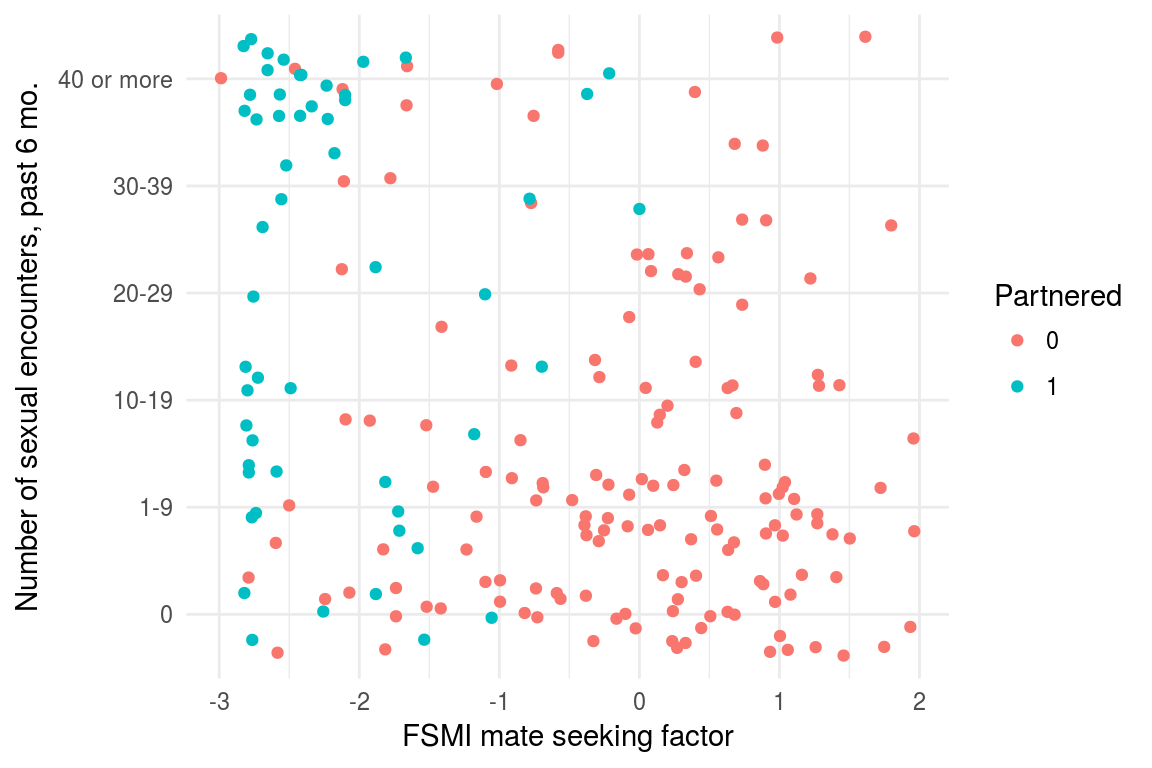 Number of sexual encounters, past 6 mo.
40 or more
30-39
20-29
10-19
1-9
0
-3 -2 -1 0 1 2
FSMI mate seeking factor
Partnered
0
1